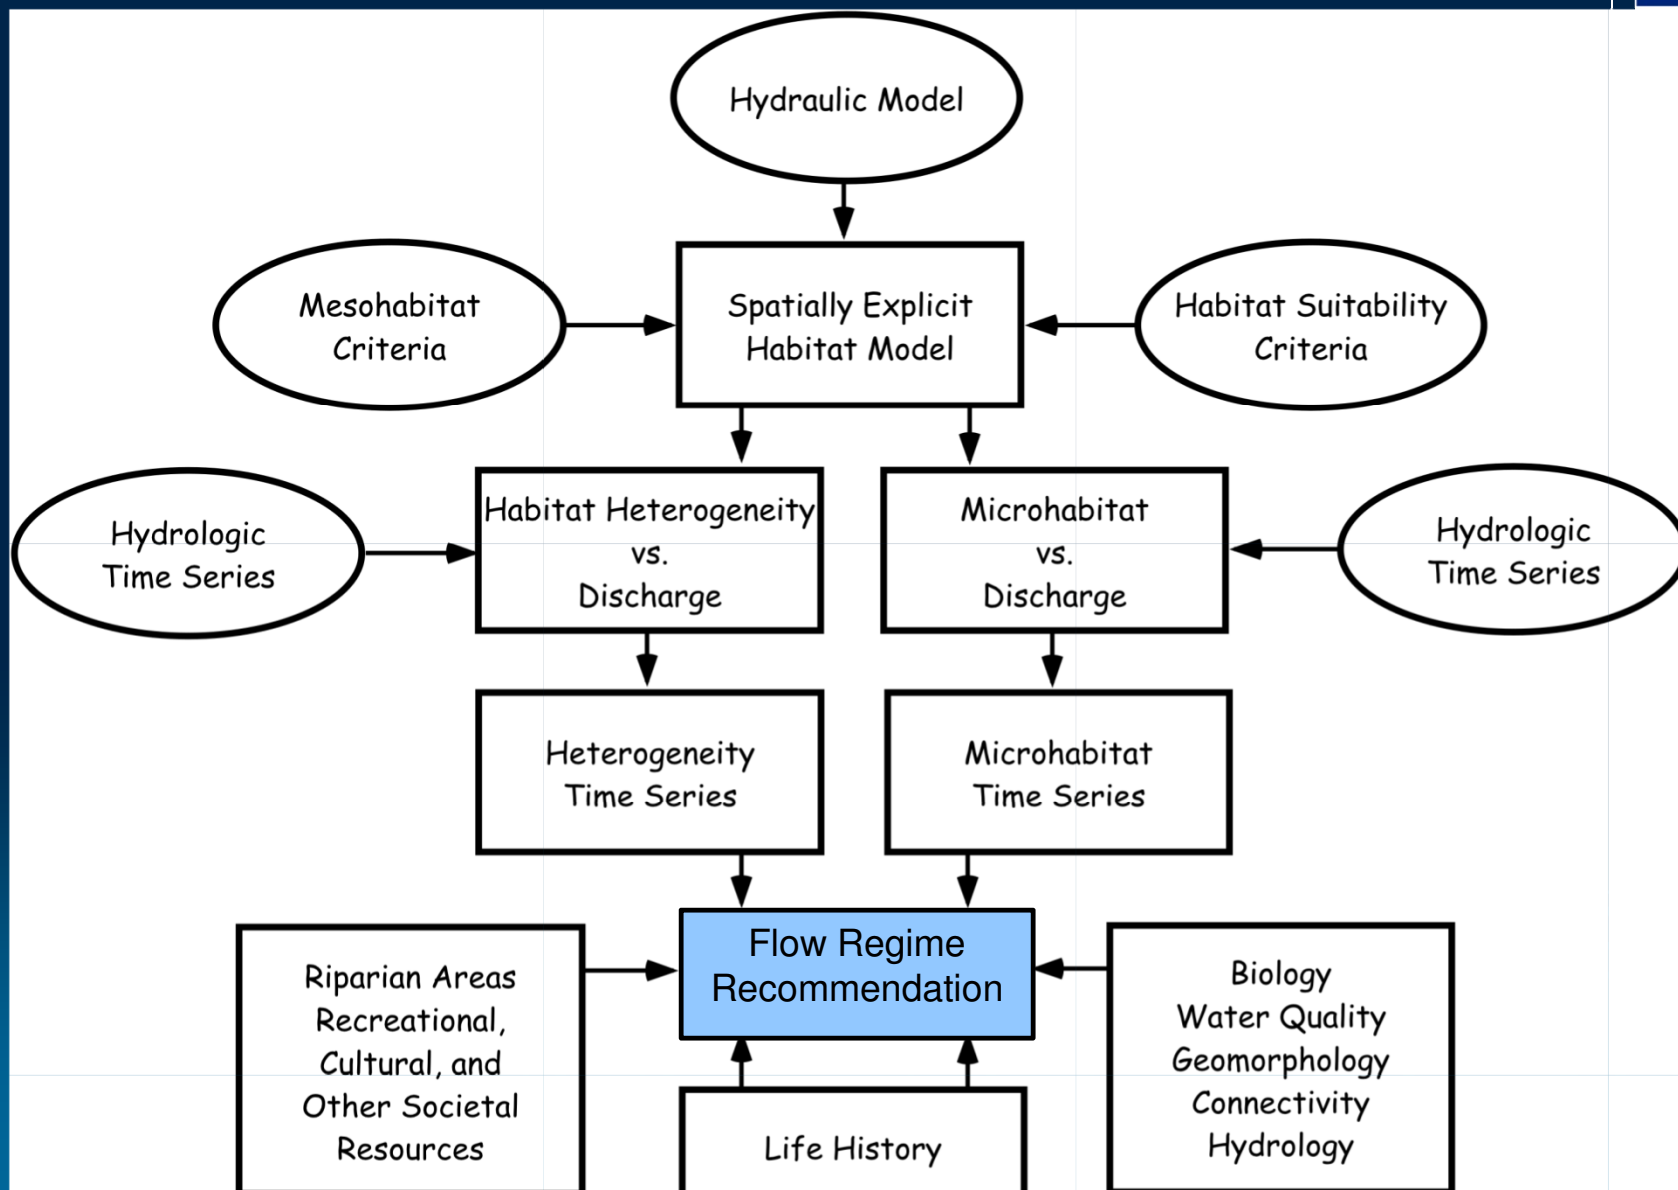 Hydraulic Model
Mesohabitat
Criteria
Spatially Explicit
Habitat Model
Habitat Suitability
Criteria
Hydrologic
Time Series
Habitat Heterogeneity
vs.
Discharge
Microhabitat
vs.
Discharge
Hydrologic
Time Series
Heterogeneity
Time Series
Microhabitat
Time Series
Flow Regime
Recommendation
Riparian Areas
Recreational,
Cultural, and
Other Societal
Resources
Life History
Biology
Water Quality
Geomorphology
Connectivity
Hydrology